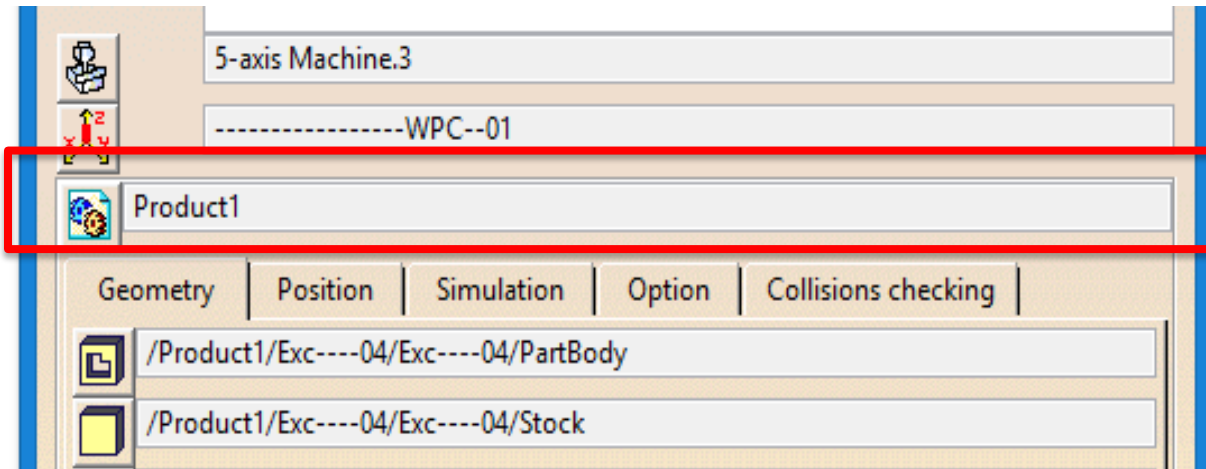 5-axis Machine.3
z
x y
-----------------WPC--01
Product1
Geometry Position Simulation Option Collisions checking
/Product1/Exc----04/Exc----04/PartBody
/Product1/Exc----04/Exc----04/Stock